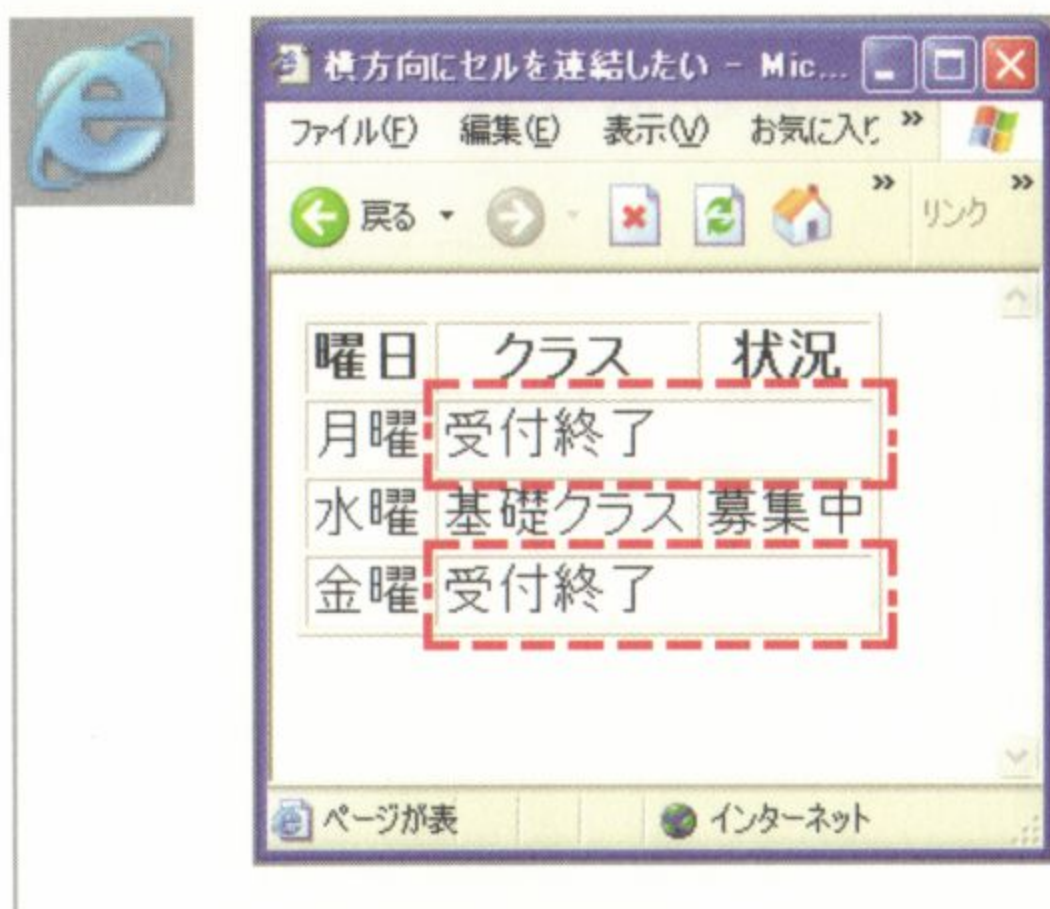 横方向にセルを連結したい - Mic...
ファイル(F) 編集(E) 表示(V) お気に入り »
戻る » リンク »
曜日 クラス 状況
月曜 受付終了
水曜 基礎クラス 募集中
金曜 受付終了
ページが表 インターネット